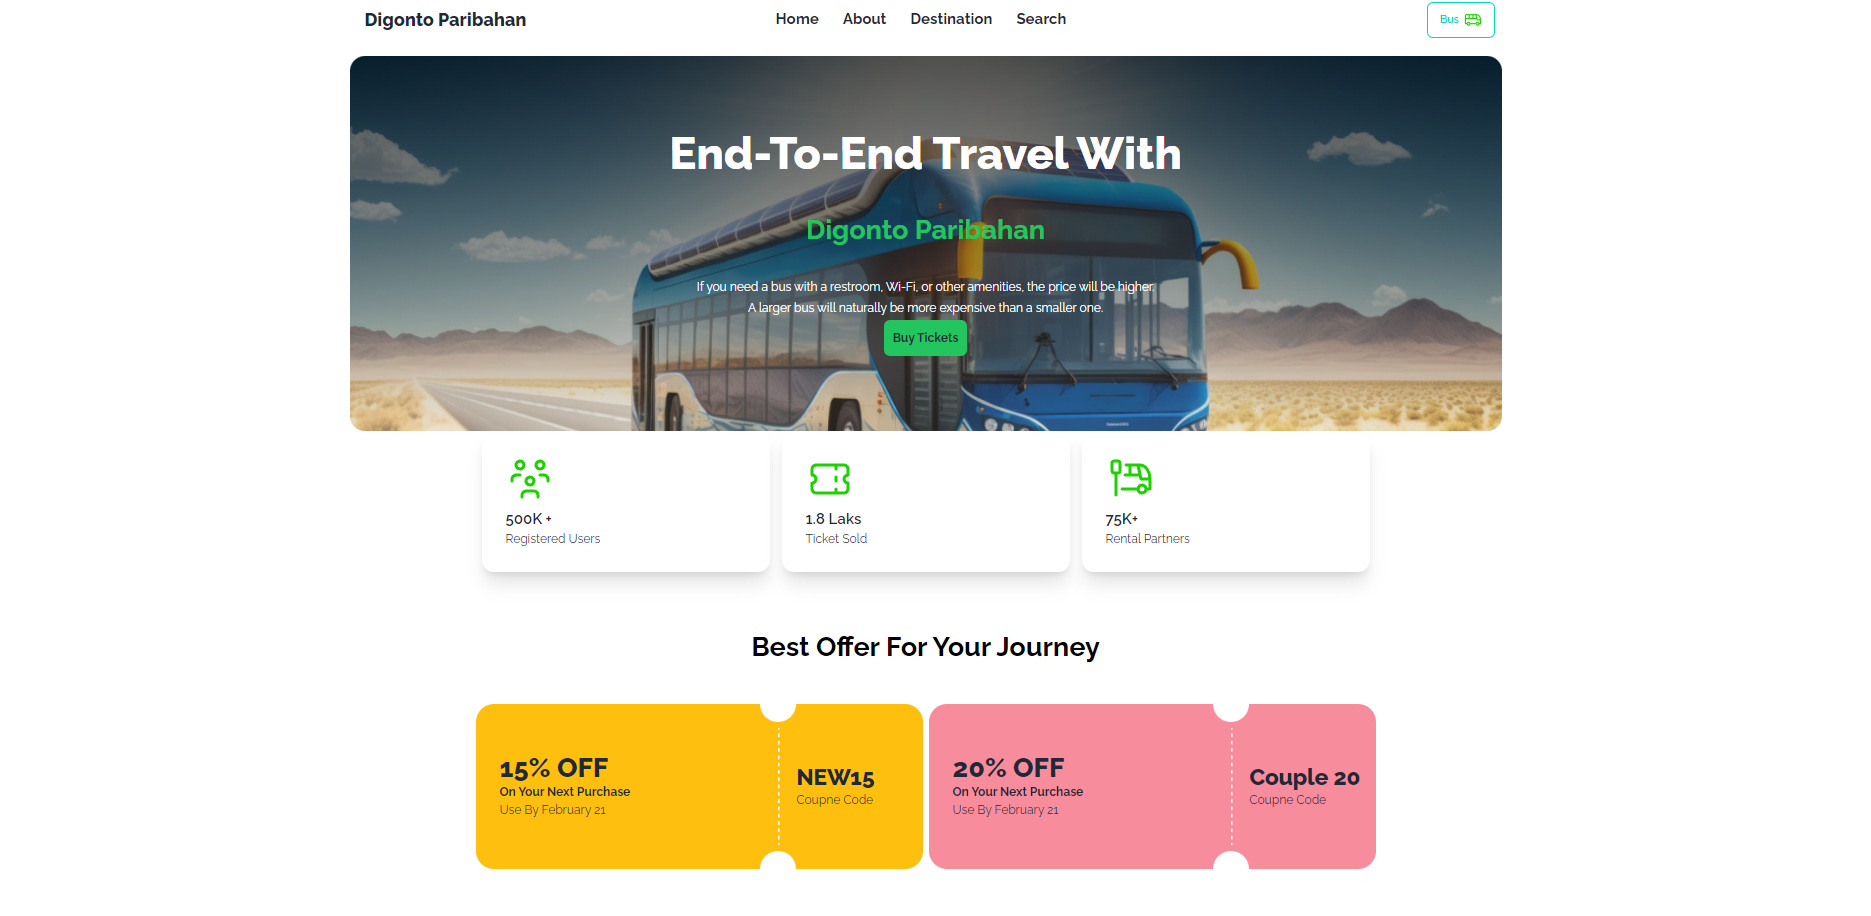 Digonto Paribahan
Home About Destination Search
Bus
End-To-End Travel With
Digonto Paribahan
If you need a bus with a restroom, Wi-Fi, or other amenities, the price will be higher.
A larger bus will naturally be more expensive than a smaller one.
Buy Tickets
500K +
Registered Users
1.8 Laks
Ticket Sold
75K+
Rental Partners
Best Offer For Your Journey
15% OFF
On Your Next Purchase
Use By February 21
NEW15
Coupne Code
20% OFF
On Your Next Purchase
Use By February 21
Couple 20
Coupne Code